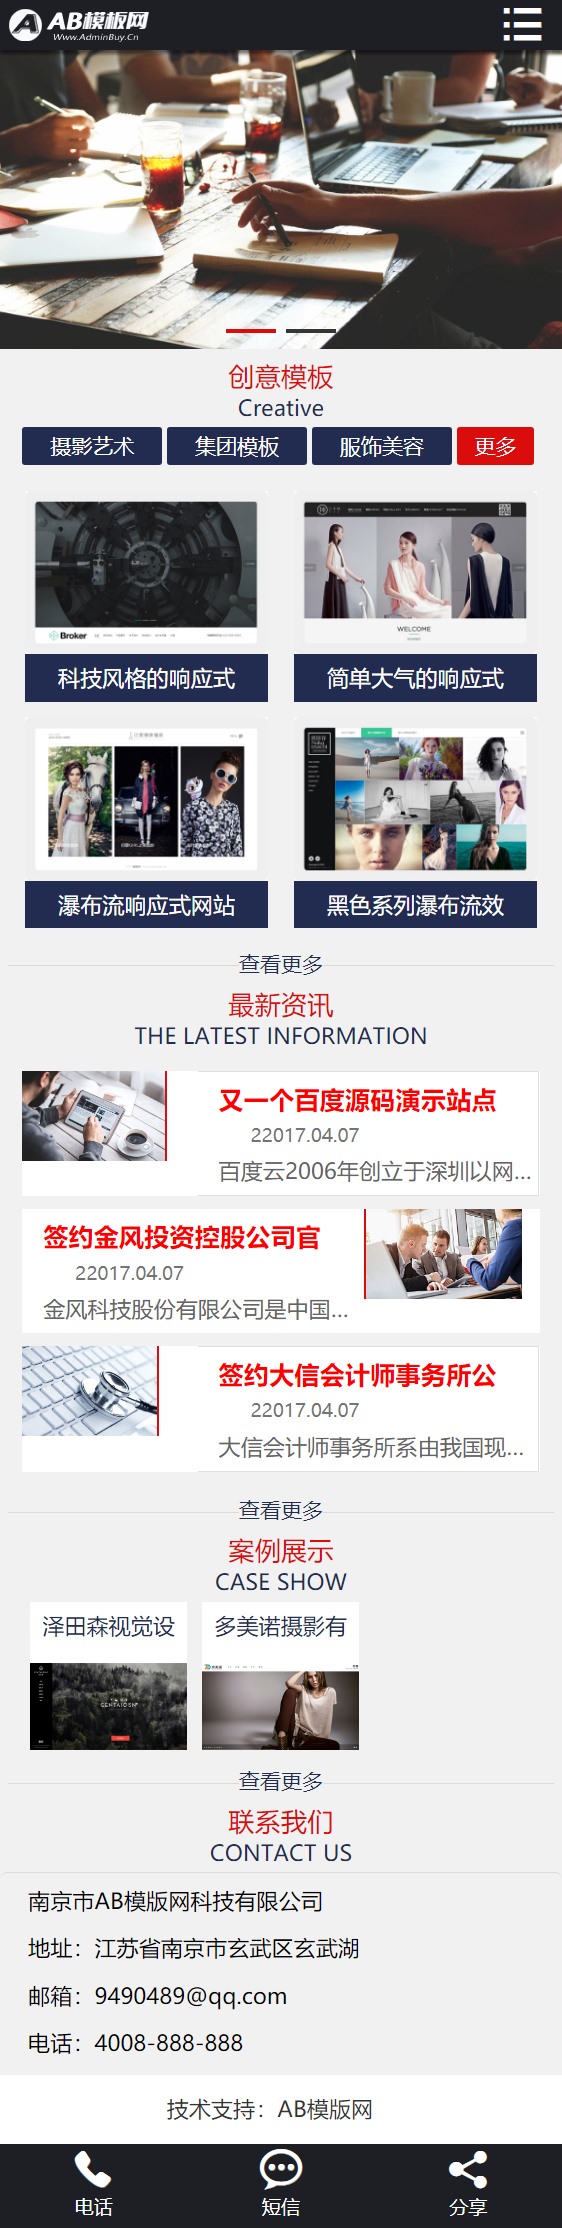 AB模板网
Www.AdminBuy.Cn
创意模板
Creative
摄影艺术 集团模板 服饰美容 更多
Broker
WELCOME
科技风格的响应式 简单大气的响应式
瀑布流响应式网站 黑色系列瀑布流效
查看更多
最新资讯
THE LATEST INFORMATION
又一个百度源码演示站点
22017.04.07
百度云2006年创立于深圳以网...
签约金风投资控股公司官
22017.04.07
金风科技股份有限公司是中国...
签约大信会计师事务所公
22017.04.07
大信会计师事务所系由我国现...
查看更多
案例展示
CASE SHOW
泽田森视觉设 多美诺摄影有
查看更多
联系我们
CONTACT US
南京市AB模版网科技有限公司
地址：江苏省南京市玄武区玄武湖
邮箱：9490489@qq.com
电话：4008-888-888
技术支持：AB模版网
电话 短信 分享